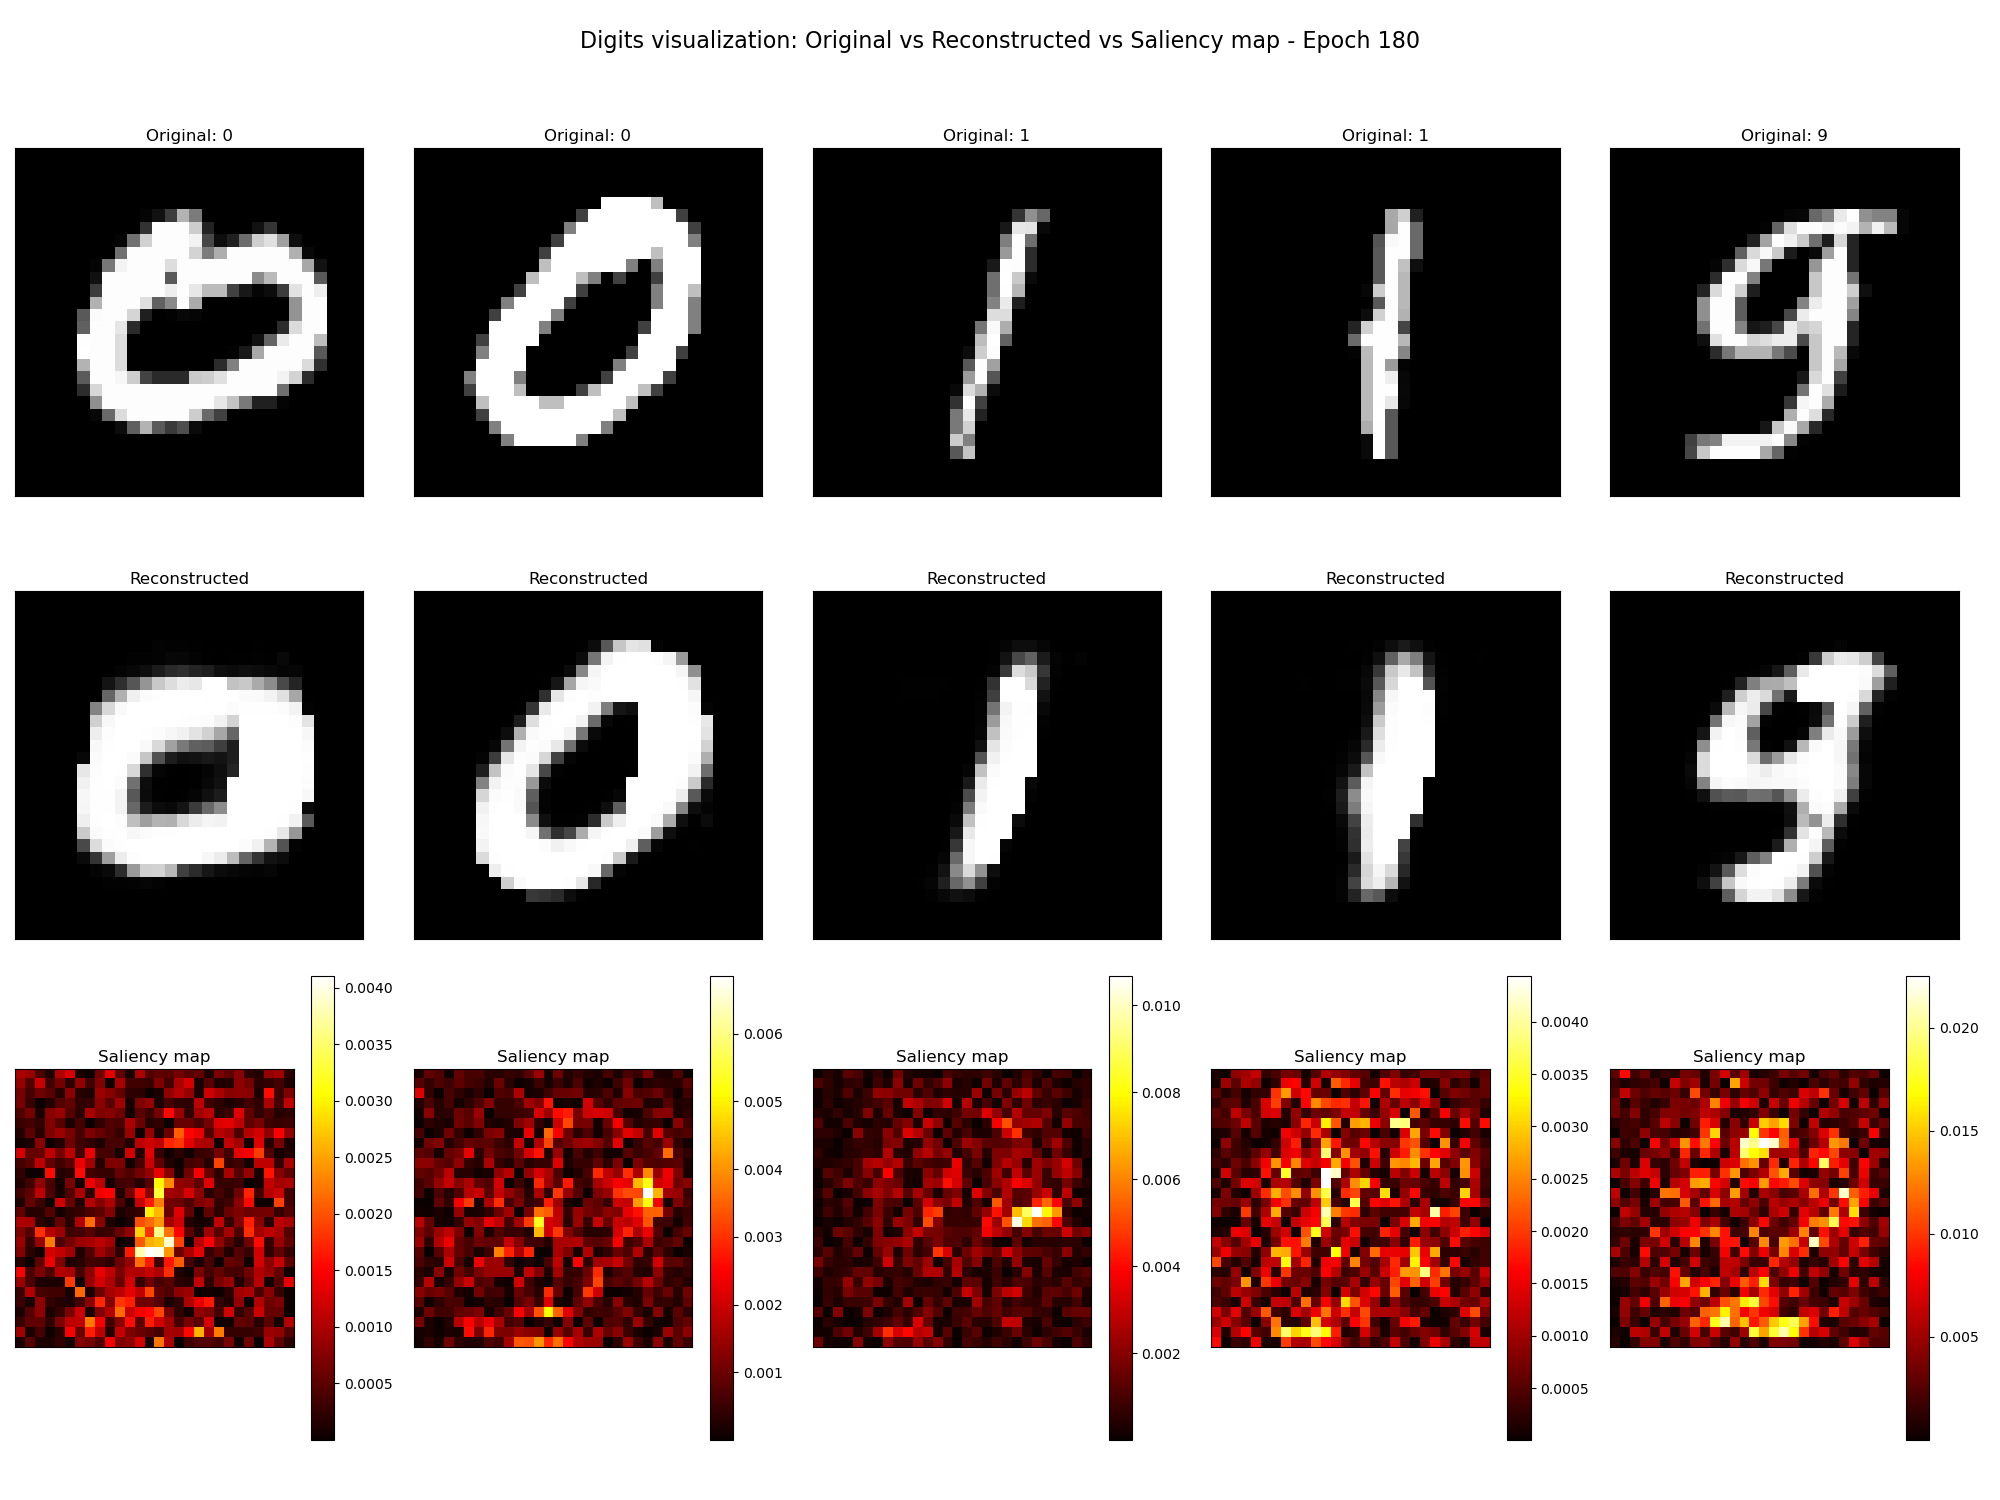 Digits visualization: Original vs Reconstructed vs Saliency map - Epoch 180
Original: 0
Original: 0
Original: 1
Original: 1
Original: 9
Reconstructed
Reconstructed
Reconstructed
Reconstructed
Reconstructed
Saliency map
0.0040
0.0035
0.0030
0.0025
0.0020
0.0015
0.0010
0.0005
Saliency map
0.006
0.005
0.004
0.003
0.002
0.001
Saliency map
0.010
0.008
0.006
0.004
0.002
Saliency map
0.0040
0.0035
0.0030
0.0025
0.0020
0.0015
0.0010
0.0005
Saliency map
0.020
0.015
0.010
0.005